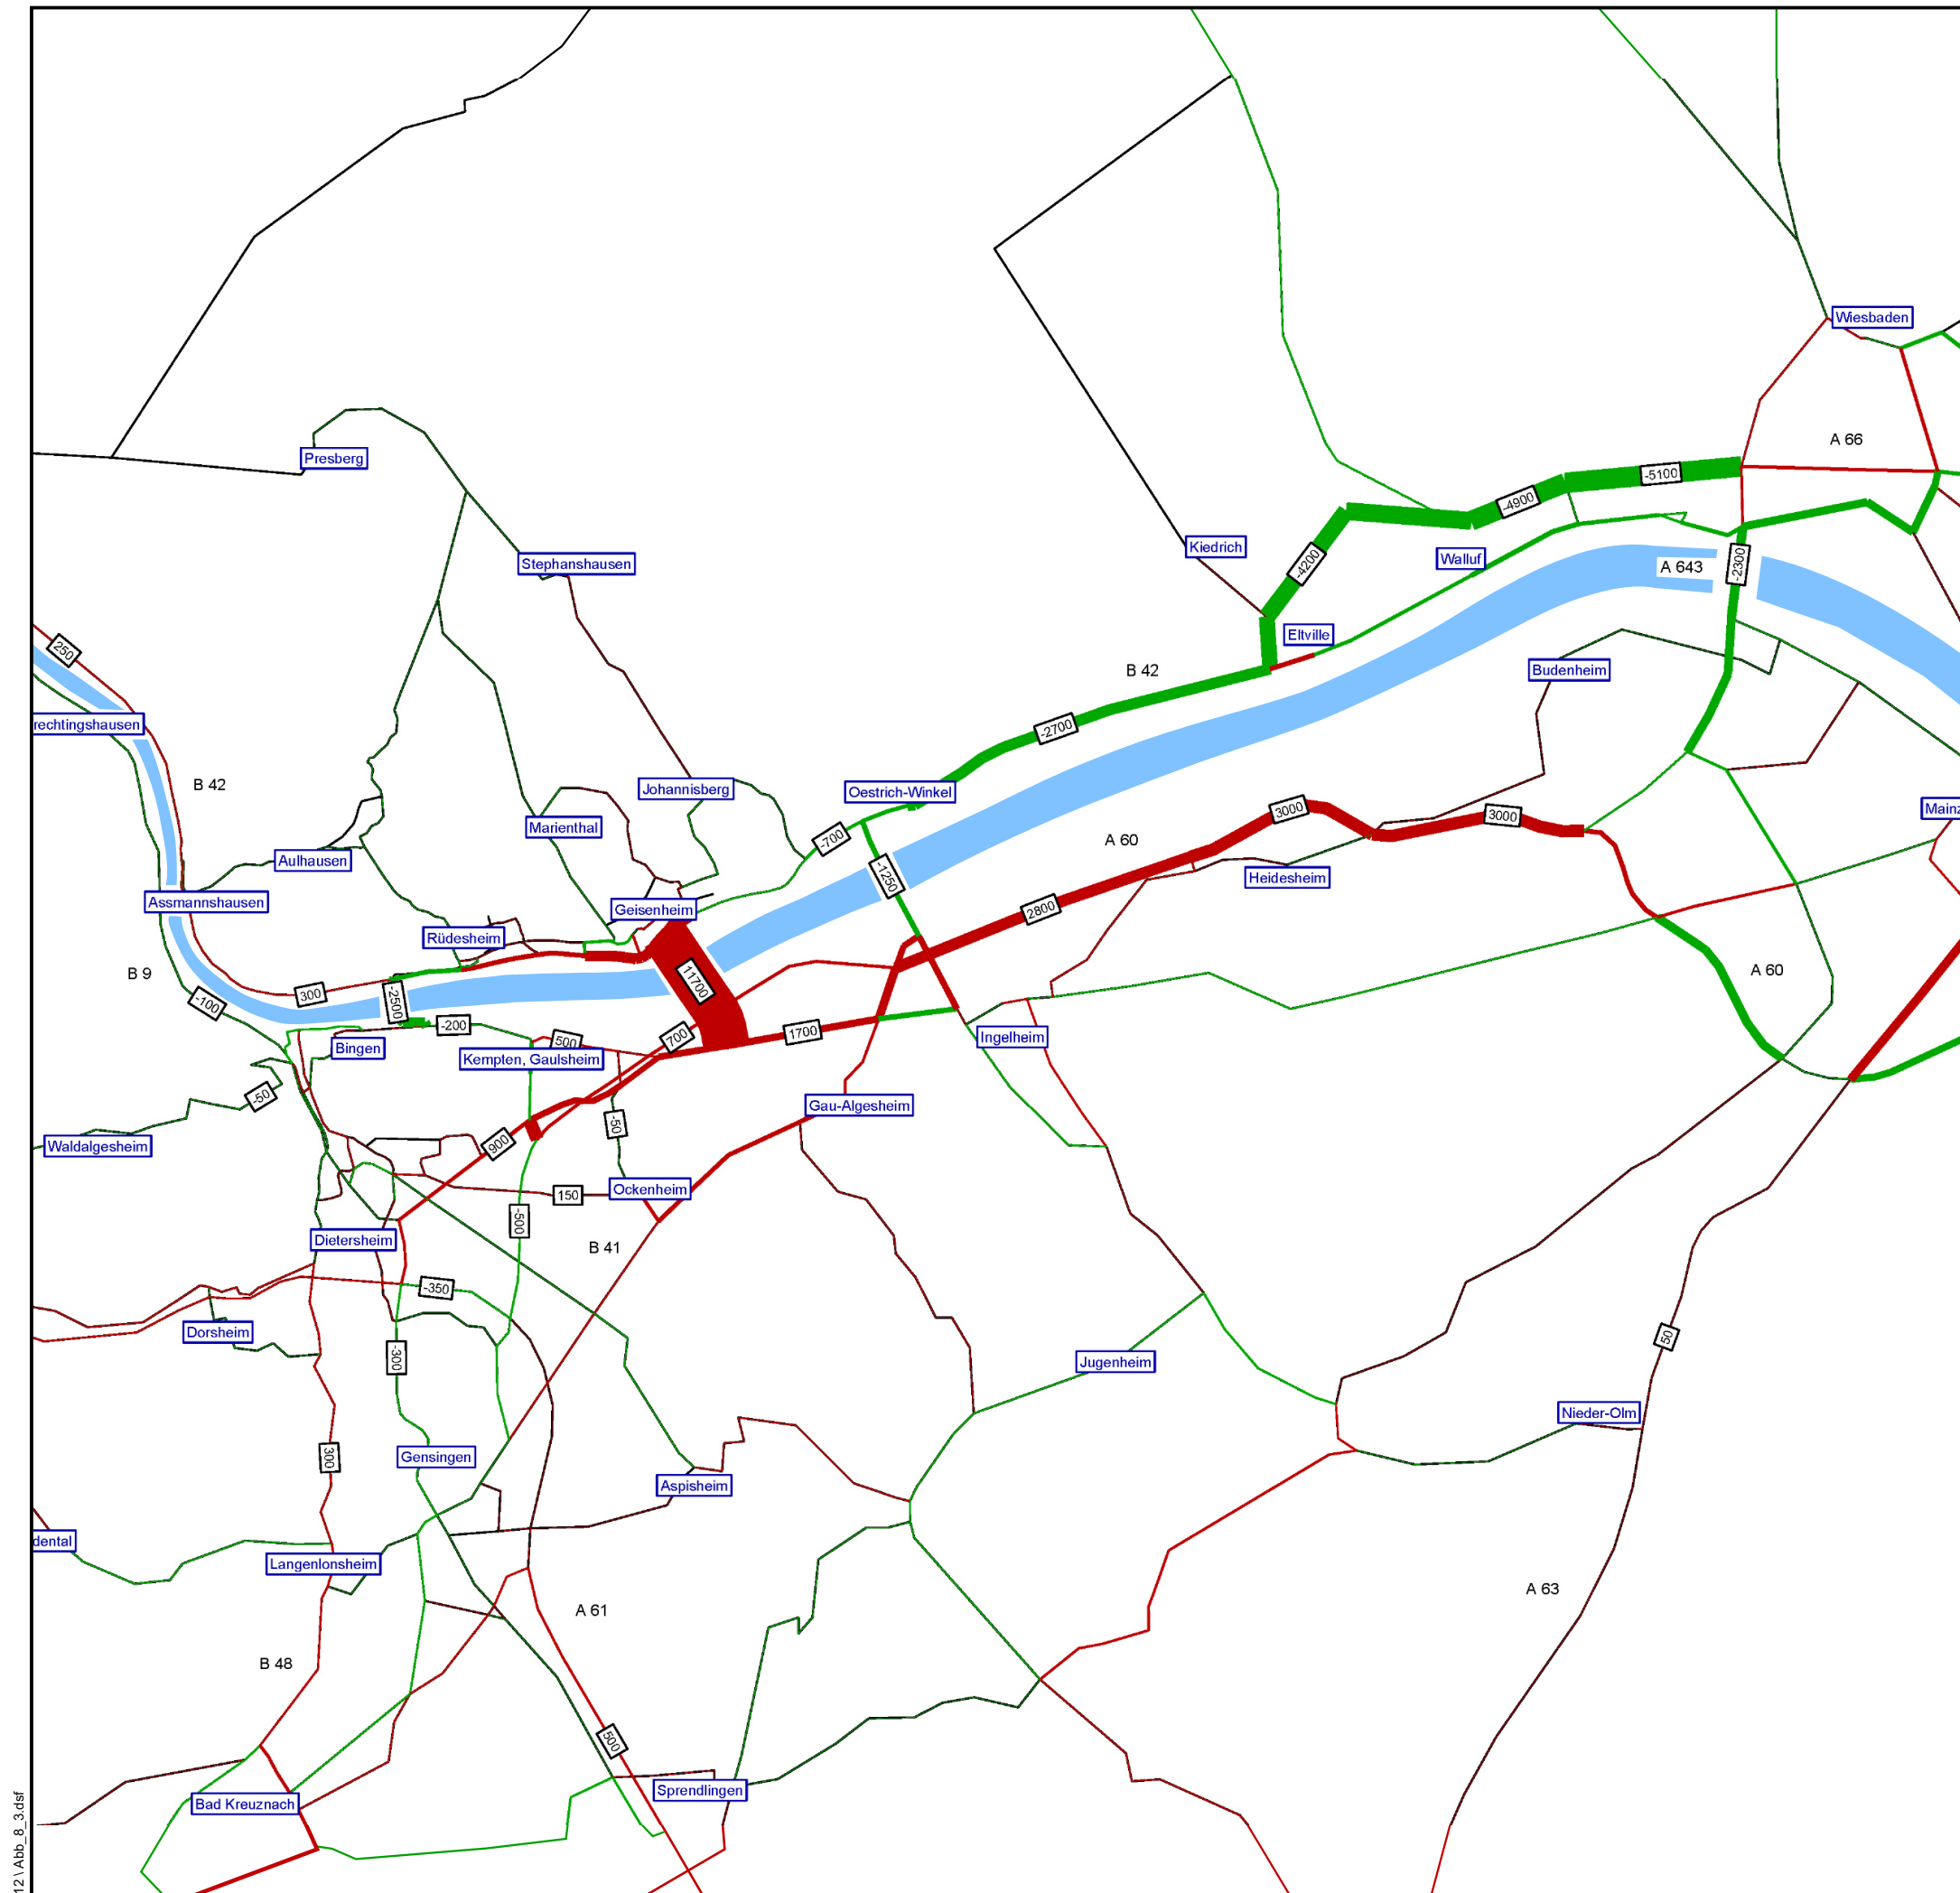 Wiesbaden
A 66
Presberg
-5100
-4900
Kiedrich
Walluf
Stephanshausen
-4200
-2300
A 643
Eltville
250
B 42
Budenheim
rechtingshausen
-2700
B 42
Johannisberg
Oestrich-Winkel
3000
3000
Mainz
Marienthal
-700
A 60
Aulhausen
-1250
Heidesheim
Assmannshausen
Geisenheim
2800
Rüdesheim
B 9
11700
A 60
-100
300
-2500
-200
700
1700
Bingen
500
Kempten, Gaulsheim
Ingelheim
-50
Gau-Algesheim
-50
Waldalgesheim
900
150
Ockenheim
-500
Dietersheim
B 41
-350
Dorsheim
-300
50
Jugenheim
Nieder-Olm
300
Gensingen
Aspisheim
dental
Langenlonsheim
A 63
A 61
B 48
500
Sprendlingen
Bad Kreuznach
12 \ Abb_8_3.dsf